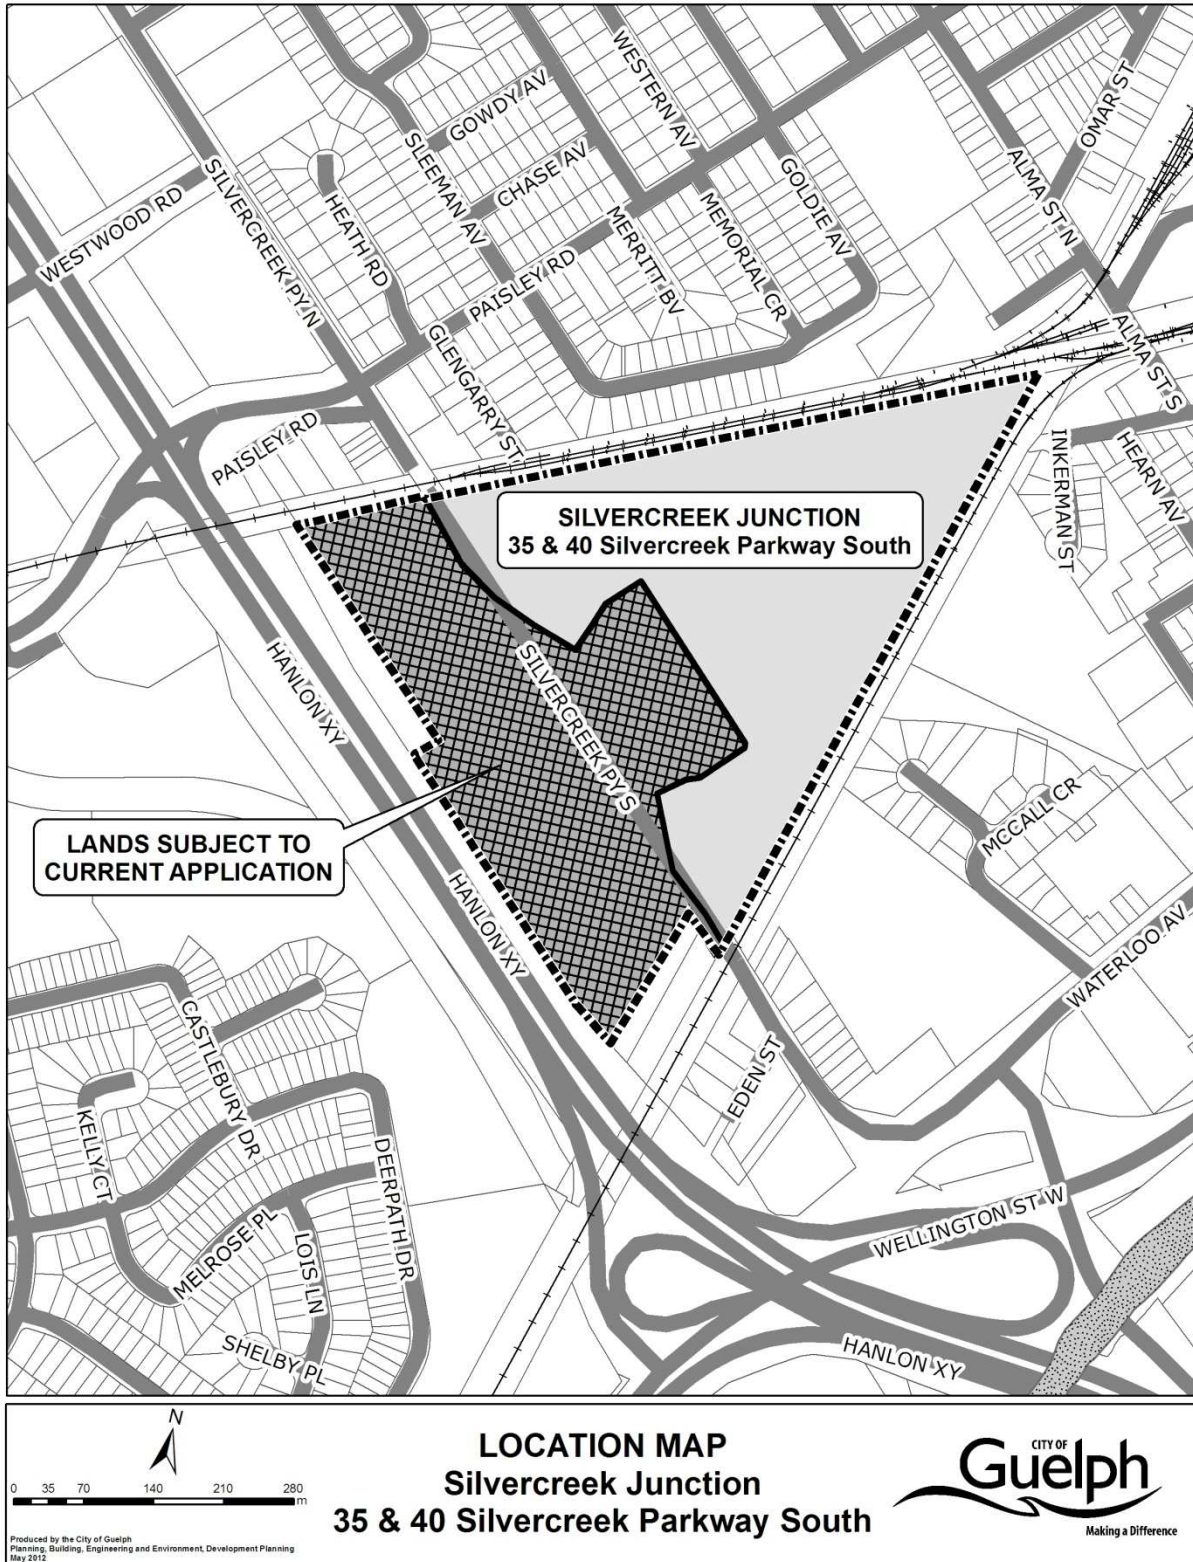 OMAR ST
WESTERN AV
GOWDY AV
SLEEMAN AV
CHASE AV
ALMA ST N
GOLDIE AV
SILVERCREEK PY N
WESTWOOD RD
HEATH RD
MEMORIAL CR
MERRITT BV
PAISLEY RD
GLENGARRY ST
ALMA ST S
PAISLEY RD
INKERMAN ST
HEARN AV
SILVERCREEK JUNCTION
35 & 40 Silvercreek Parkway South
HANLON XY
SILVERCREEK PY S
LANDS SUBJECT TO
CURRENT APPLICATION
MCCALL CR
HANLON XY
WATERLOO AV
CASTLEBURY DR
EDEN ST
KELLY CT
DEERPATH DR
MELROSE PL
LOIS LN
WELLINGTON ST W
SHELBY PL
HANLON XY
N
0 35 70 140 210 280
m
Produced by the City of Guelph
Planning, Building, Engineering and Environment, Development Planning
May 2012
LOCATION MAP
Silvercreek Junction
35 & 40 Silvercreek Parkway South
CITY OF
Guelph
Making a Difference